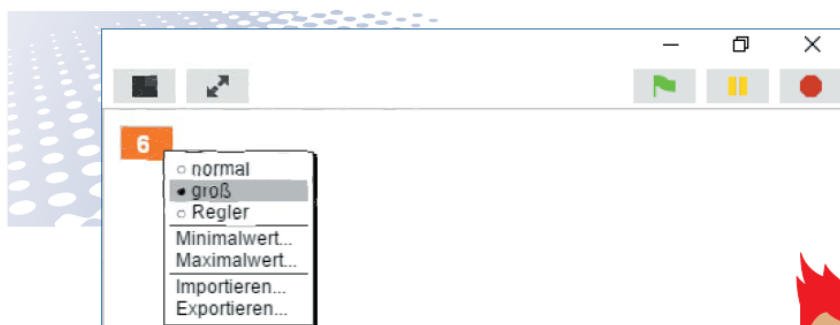 6
normal
groß
Regler
Minimalwert...
Maximalwert...
Importieren...
Exportieren...